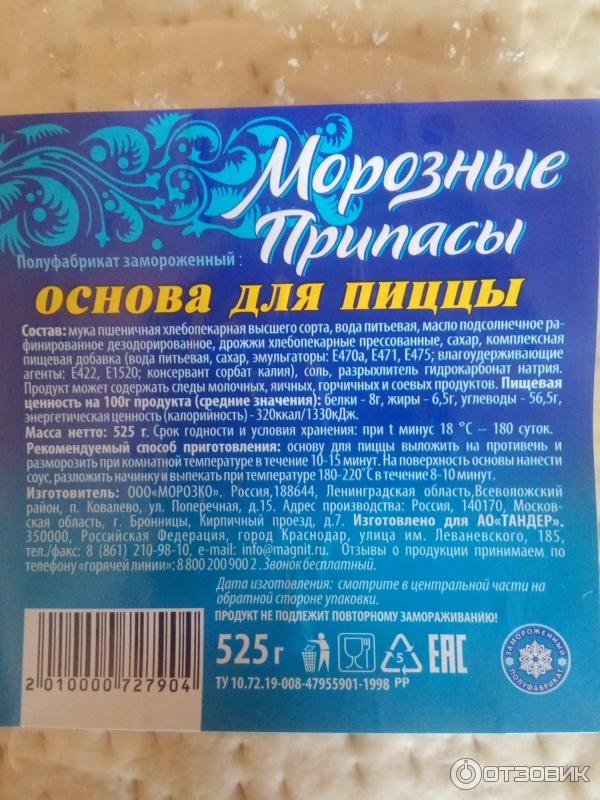 Морозные
Припасы
Полуфабрикат замороженный :
основа для пиццы
Состав: мука пшеничная хлебопекарная высшего сорта, вода питьевая, масло подсолнечное ра-
финированное дезодорированное, дрожжи хлебопекарные прессованные, сахар, комплексная
пищевая добавка (вода питьевая, сахар, эмульгаторы: Е470а, Е471, Е475; влагоудерживающие
агенты: Е422, Е1520; консервант сорбат калия), соль, разрыхлитель гидрокарбонат натрия.
Продукт может содержать следы молочных, яичных, горчичных и соевых продуктов. Пищевая
ценность на 100г продукта (средние значения): белки - 8г, жиры - 6,5г, углеводы - 56,5г,
энергетическая ценность (калорийность) - 320ккал/1330кДж.
Масса нетто: 525 г. Срок годности и условия хранения: при t минус 18 °С – 180 суток.
Рекомендуемый способ приготовления: основу для пиццы выложить на противень и
разморозить при комнатной температуре в течение 10-15 минут. На поверхность основы нанести
соус, разложить начинку и выпекать при температуре 180-220°С в течение 8-10 минут.
Изготовитель: ООО«МОРОЗКО». Россия,188644, Ленинградская область,Всеволожский
район, п. Ковалево, ул. Поперечная, д.15. Адрес производства: Россия, 140170, Москов-
ская область, г. Бронницы, Кирпичный проезд, д.7. Изготовлено для АО«ТАНДЕР».
350000, Российская Федерация, город Краснодар, улица им. Леваневского, 185,
тел./факс: 8 (861) 210-98-10, e-mail: info@magnit.ru. Отзывы о продукции принимаем по
телефону «горячей линии»: 8 800 200 900 2 . Звонок бесплатный.
Дата изготовления: смотрите в центральной части на
обратной стороне упаковки.
ПРОДУКТ НЕ ПОДЛЕЖИТ ПОВТОРНОМУ ЗАМОРАЖИВАНИЮ!
525 г
5
РР
ЕАС
ТУ 10.72.19-008-47955901-1998
2 010000 727904
ЗАМОРОЖЕННЫЙ
ПОЛУФАБРИКАТ
ОТЗОВИК